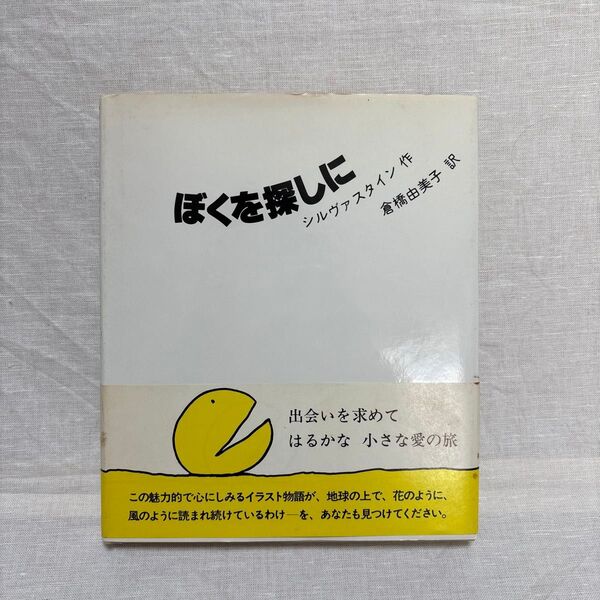 ぼくを探しに
シルヴァスタイン 作
倉橋由美子 訳
出会いを求めて
はるかな 小さな愛の旅
この魅力的で心にしみるイラスト物語が、地球の上で、花のように、
風のように読まれ続けているわけ──を、あなたも見つけてください。